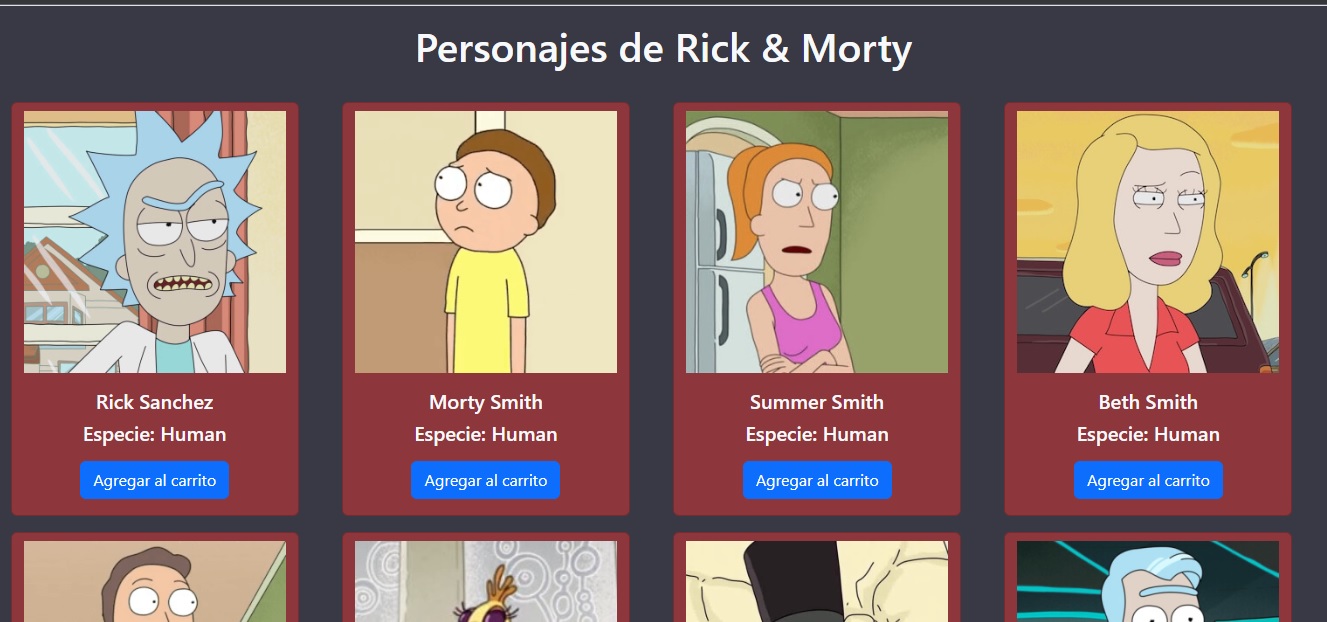 Personajes de Rick & Morty
Rick Sanchez
Especie: Human
Agregar al carrito
Morty Smith
Especie: Human
Agregar al carrito
Summer Smith
Especie: Human
Agregar al carrito
Beth Smith
Especie: Human
Agregar al carrito